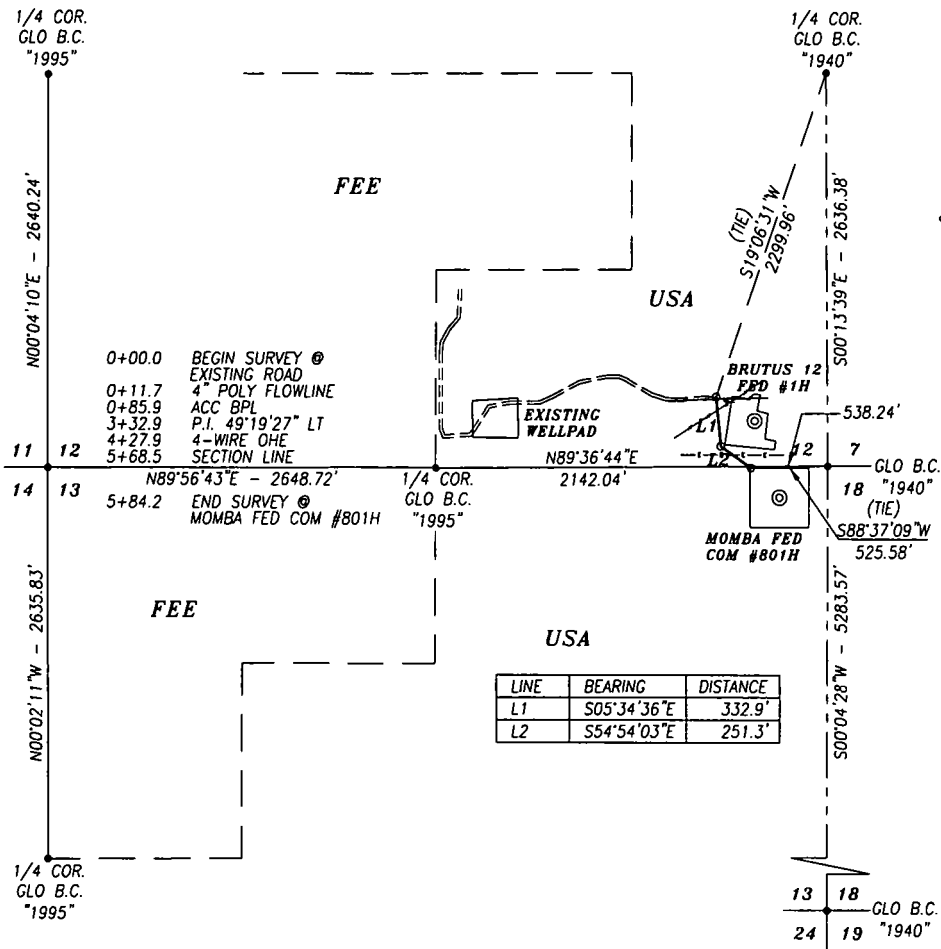 1/4 COR.
GLO B.C.
"1995"
1/4 COR.
GLO B.C.
"1940"
N00°04'10"E - 2640.24'
FEE
(TIE)
S19°06'31"W
2299.96'
S00°13'39"E - 2636.38'
USA
0+00.0 BEGIN SURVEY @
EXISTING ROAD
0+11.7 4" POLY FLOWLINE
0+85.9 ACC BPL
3+32.9 P.I. 49°19'27" LT
4+27.9 4-WIRE OHE
5+68.5 SECTION LINE
5+84.2 END SURVEY @
MOMBA FED COM #801H
BRUTUS 12
FED #1H
EXISTING
WELLPAD
L1
L2
538.24'
11 12
14 13
N89°56'43"E - 2648.72'
1/4 COR.
GLO B.C.
"1995"
N89°36'44"E
2142.04'
12 7
18
GLO B.C.
"1940"
(TIE)
S88°37'09"W
525.58'
MOMBA FED
COM #801H
N00°02'11"W - 2635.83'
FEE
USA
S00°04'28"W - 5283.57'
LINE BEARING DISTANCE
L1 S05°34'36"E 332.9'
L2 S54°54'03"E 251.3'
1/4 COR.
GLO B.C.
"1995"
13 18
24 19
GLO B.C.
"1940"